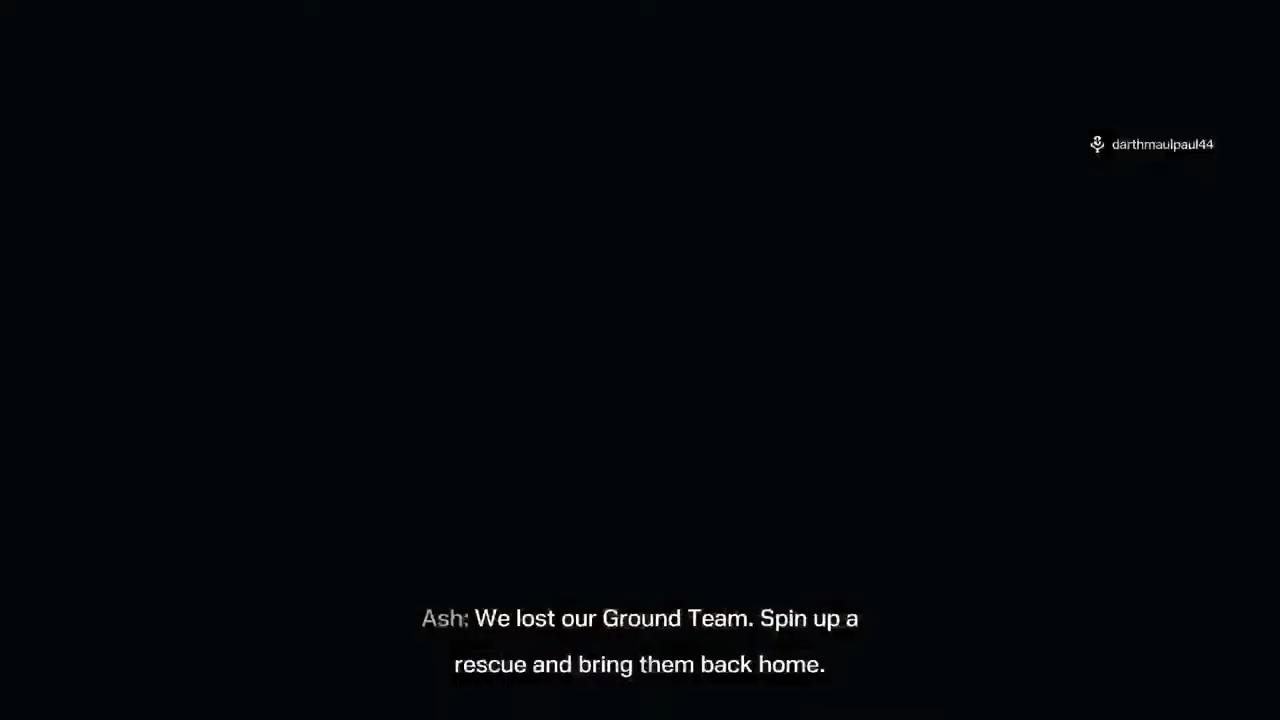 darthmaulpaul44
Ash: We lost our Ground Team. Spin up a
rescue and bring them back home.